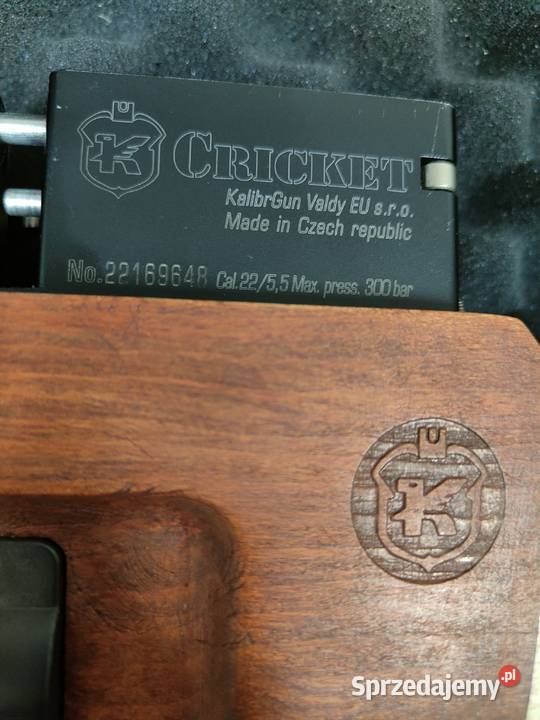 CRICKET
KalibrGun Valdy EU s.r.o.
Made in Czech republic
No.22169648 Cal.22/5,5 Max. press. 300 bar
K
K
Sprzedajemy.pl